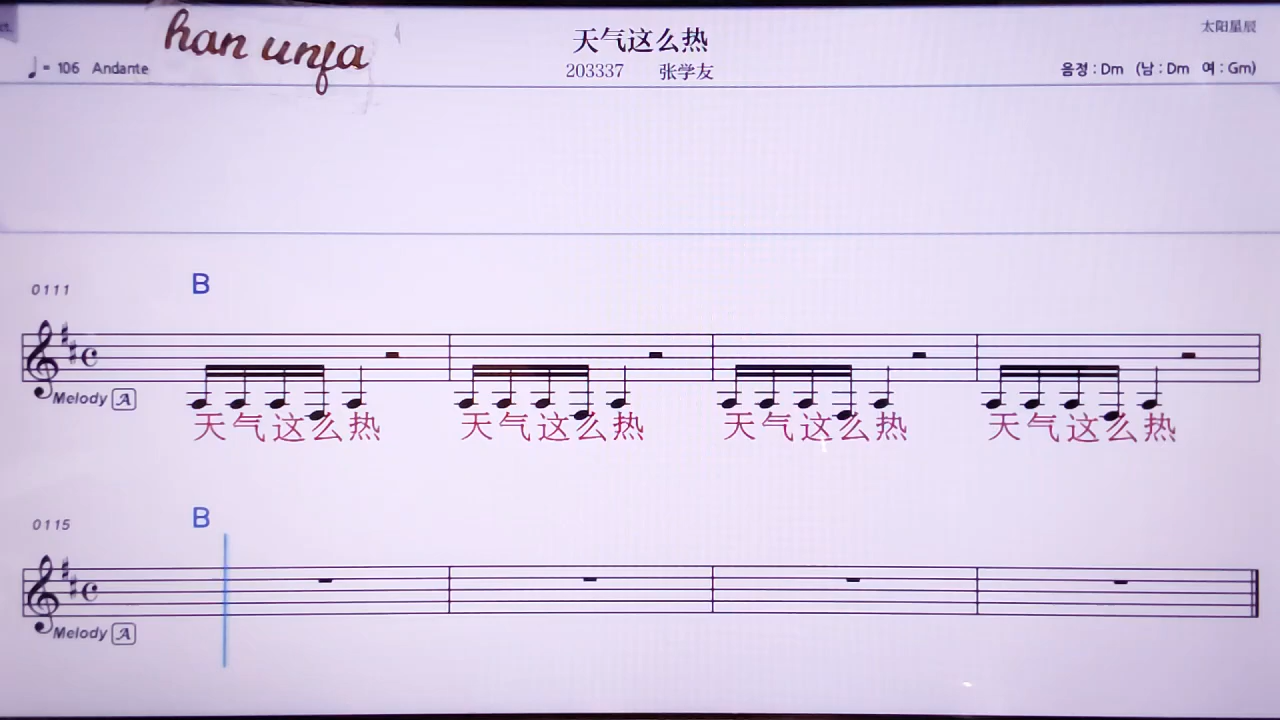 han unfa
天气这么热
太阳星辰
♩= 106 Andante
203337 张学友
음정 : Dm (남 : Dm 여 : Gm)
0111
B
Melody A
天气这么热 天气这么热 天气这么热 天气这么热
0115
B
Melody A